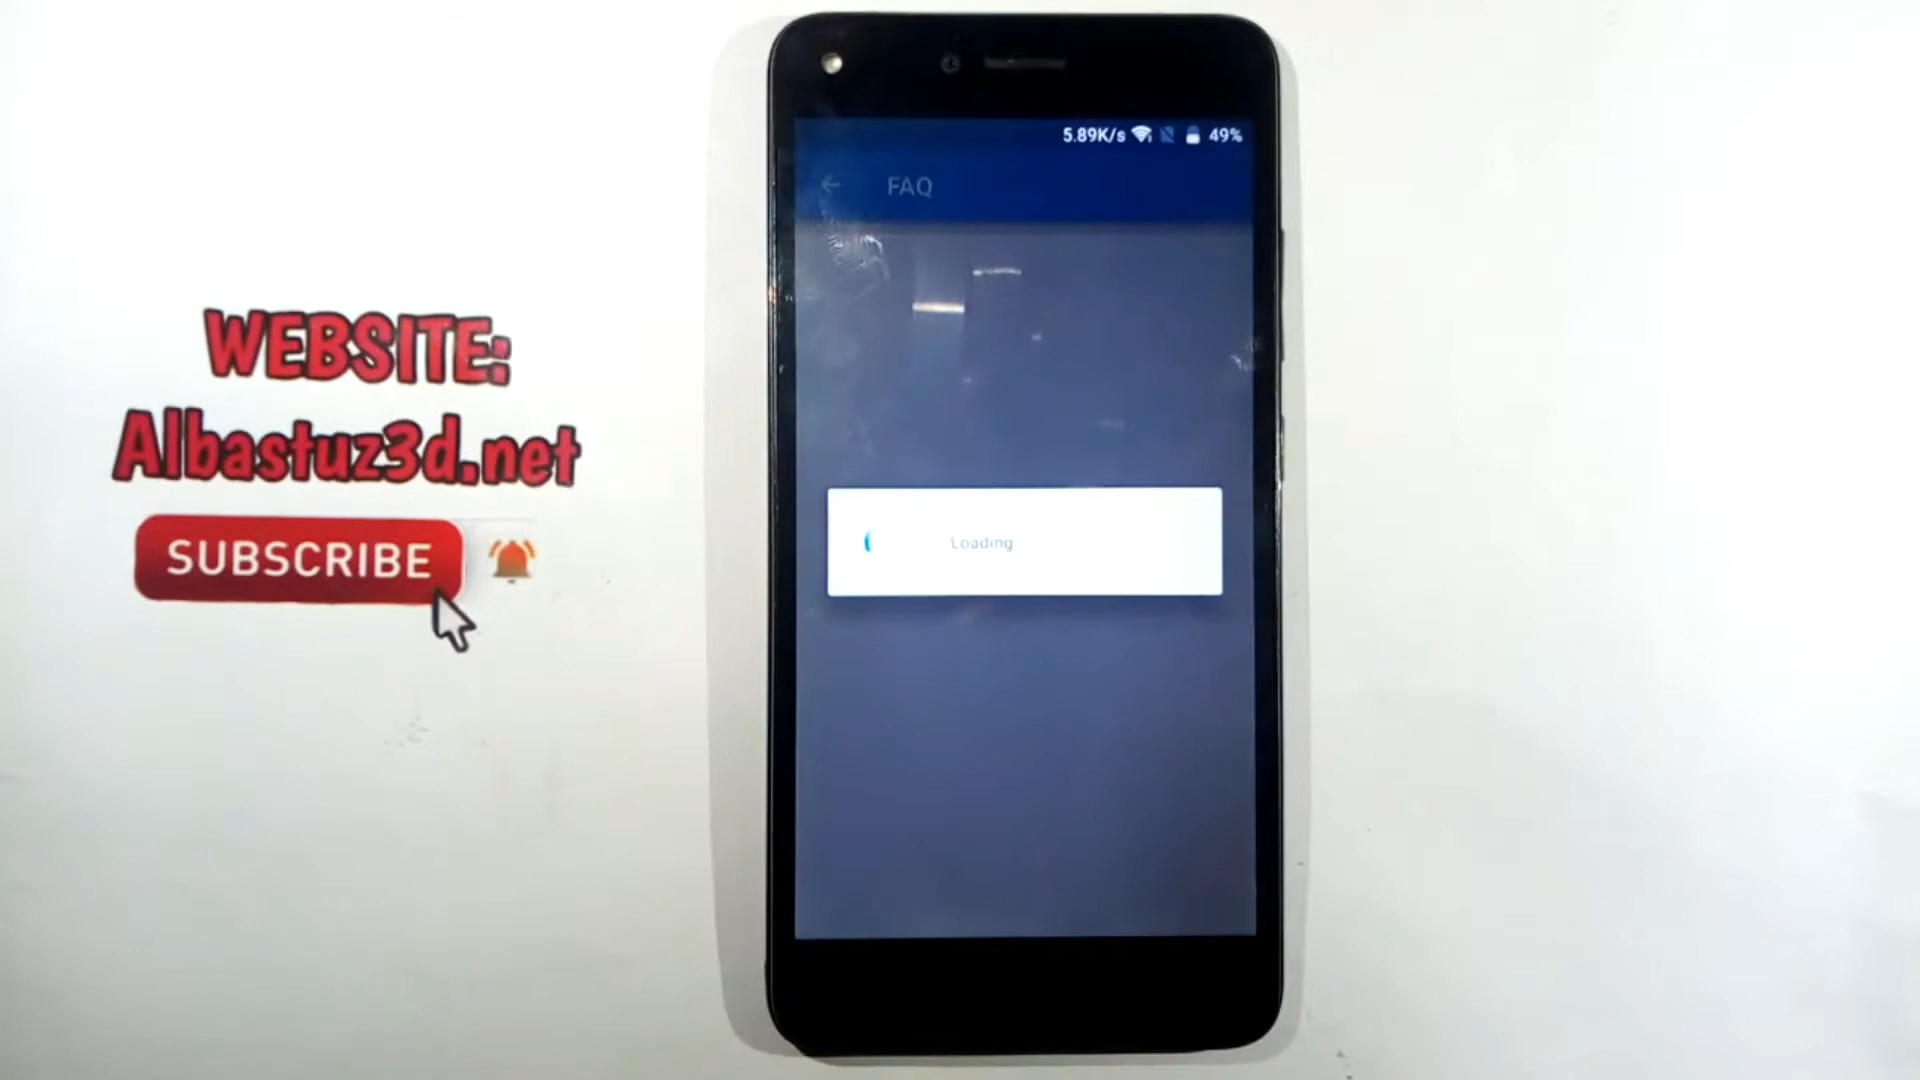 WEBSITE:
Albastuz3d.net
SUBSCRIBE
5.89K/s 49%
FAQ
Loading